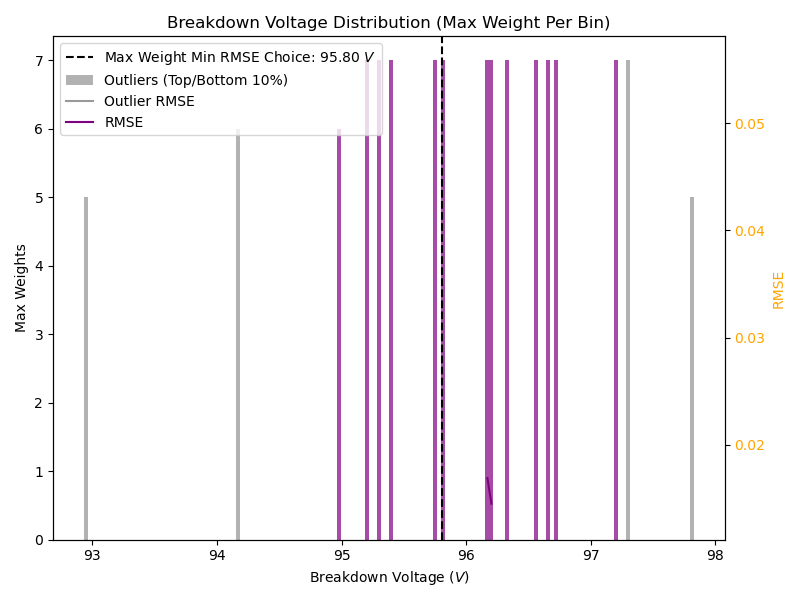 Breakdown Voltage Distribution (Max Weight Per Bin)
Max Weight Min RMSE Choice: 95.80 V
Outliers (Top/Bottom 10%)
Outlier RMSE
RMSE
7
6
5
4
3
2
1
0
Max Weights
93 94 95 96 97 98
Breakdown Voltage (V)
0.05
0.04
0.03
0.02
RMSE